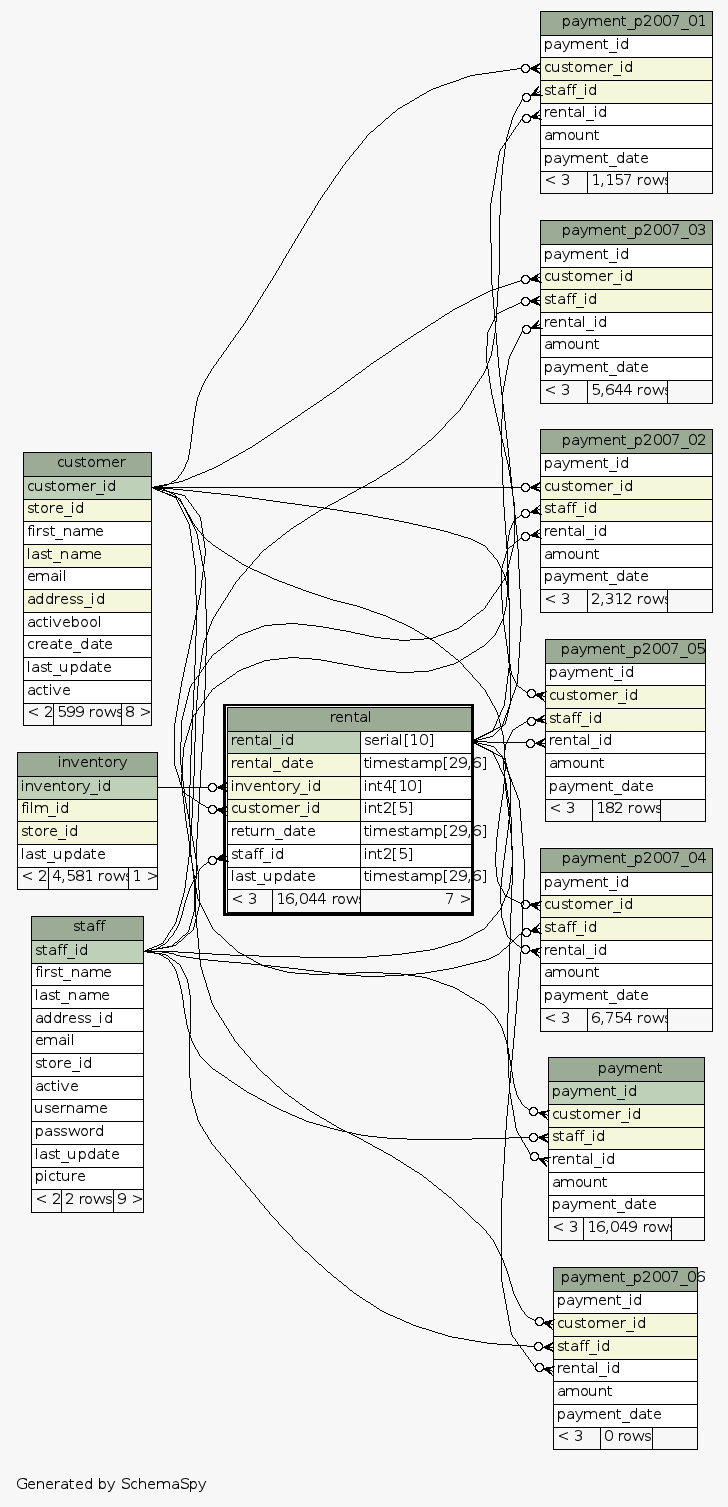 payment_p2007_01
payment_id
customer_id
staff_id
rental_id
amount
payment_date
< 3 1,157 rows
payment_p2007_03
payment_id
customer_id
staff_id
rental_id
amount
payment_date
< 3 5,644 rows
payment_p2007_02
payment_id
customer_id
staff_id
rental_id
amount
payment_date
< 3 2,312 rows
customer
customer_id
store_id
first_name
last_name
email
address_id
activebool
create_date
last_update
active
< 2 599 rows 8 >
payment_p2007_05
payment_id
customer_id
staff_id
rental_id
amount
payment_date
< 3 182 rows
rental
rental_id serial[10]
rental_date timestamp[29,6]
inventory_id int4[10]
customer_id int2[5]
return_date timestamp[29,6]
staff_id int2[5]
last_update timestamp[29,6]
< 3 16,044 rows 7 >
inventory
inventory_id
film_id
store_id
last_update
< 2 4,581 rows 1 >
payment_p2007_04
payment_id
customer_id
staff_id
rental_id
amount
payment_date
< 3 6,754 rows
staff
staff_id
first_name
last_name
address_id
email
store_id
active
username
password
last_update
picture
< 2 2 rows 9 >
payment
payment_id
customer_id
staff_id
rental_id
amount
payment_date
< 3 16,049 rows
payment_p2007_06
payment_id
customer_id
staff_id
rental_id
amount
payment_date
< 3 0 rows
Generated by SchemaSpy